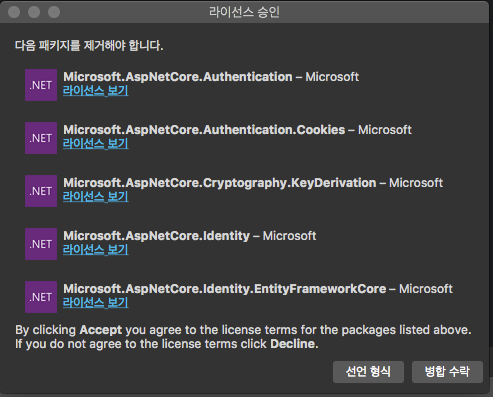 라이선스 승인
다음 패키지를 제거해야 합니다.
.NET
Microsoft.AspNetCore.Authentication – Microsoft
라이선스 보기
.NET
Microsoft.AspNetCore.Authentication.Cookies – Microsoft
라이선스 보기
.NET
Microsoft.AspNetCore.Cryptography.KeyDerivation – Microsoft
라이선스 보기
.NET
Microsoft.AspNetCore.Identity – Microsoft
라이선스 보기
.NET
Microsoft.AspNetCore.Identity.EntityFrameworkCore – Microsoft
라이선스 보기
By clicking Accept you agree to the license terms for the packages listed above.
If you do not agree to the license terms click Decline.
선언 형식
병합 수락